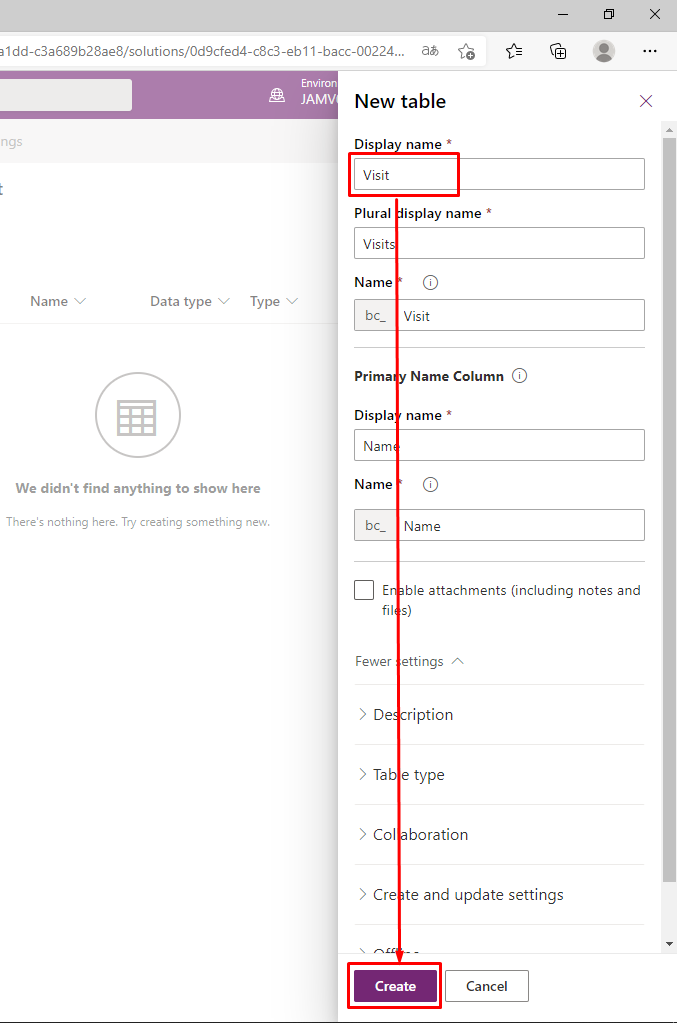 a1dd-c3a689b28ae8/solutions/0d9cfed4-c8c3-eb11-bacc-00224...
Environ
JAMV
ngs
t
Name
Data type
Type
We didn't find anything to show here
There's nothing here. Try creating something new.
New table
Display name *
Visit
Plural display name *
Visits
Name *
bc_ Visit
Primary Name Column
Display name *
Name
Name *
bc_ Name
Enable attachments (including notes and
files)
Fewer settings
Description
Table type
Collaboration
Create and update settings
Offline
Create
Cancel